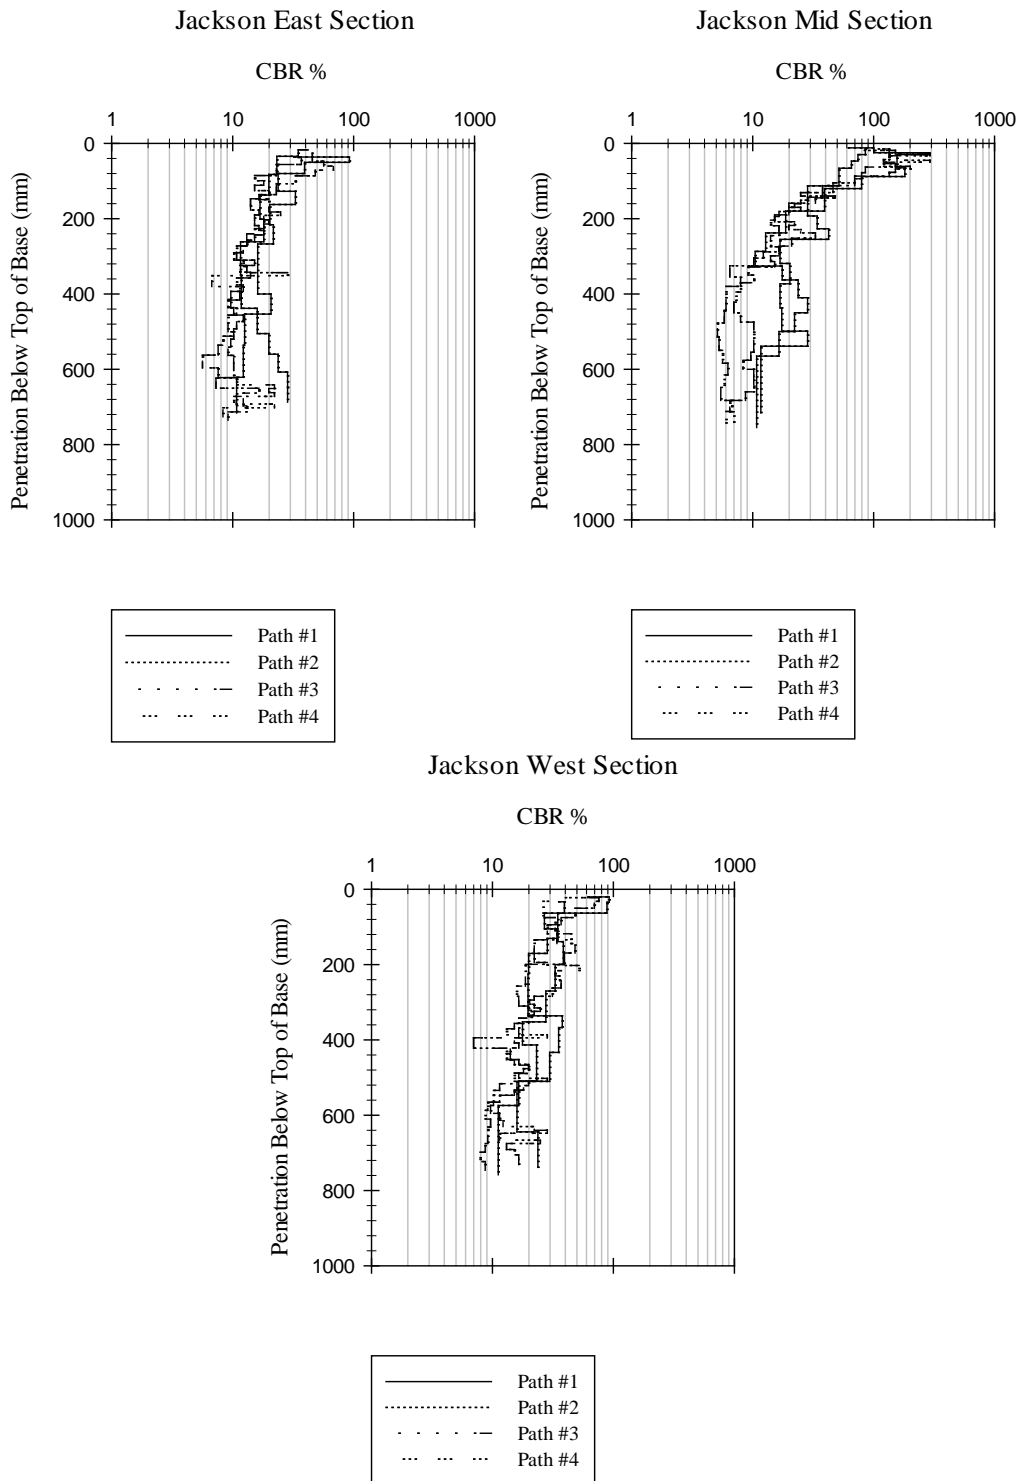 Jackson East Section
CBR %
1 10 100 1000
0
200
400
600
800
1000
Penetration Below Top of Base (mm)
Path #1
Path #2
Path #3
Path #4
Jackson Mid Section
CBR %
1 10 100 1000
0
200
400
600
800
1000
Penetration Below Top of Base (mm)
Path #1
Path #2
Path #3
Path #4
Jackson West Section
CBR %
1 10 100 1000
0
200
400
600
800
1000
Penetration Below Top of Base (mm)
Path #1
Path #2
Path #3
Path #4